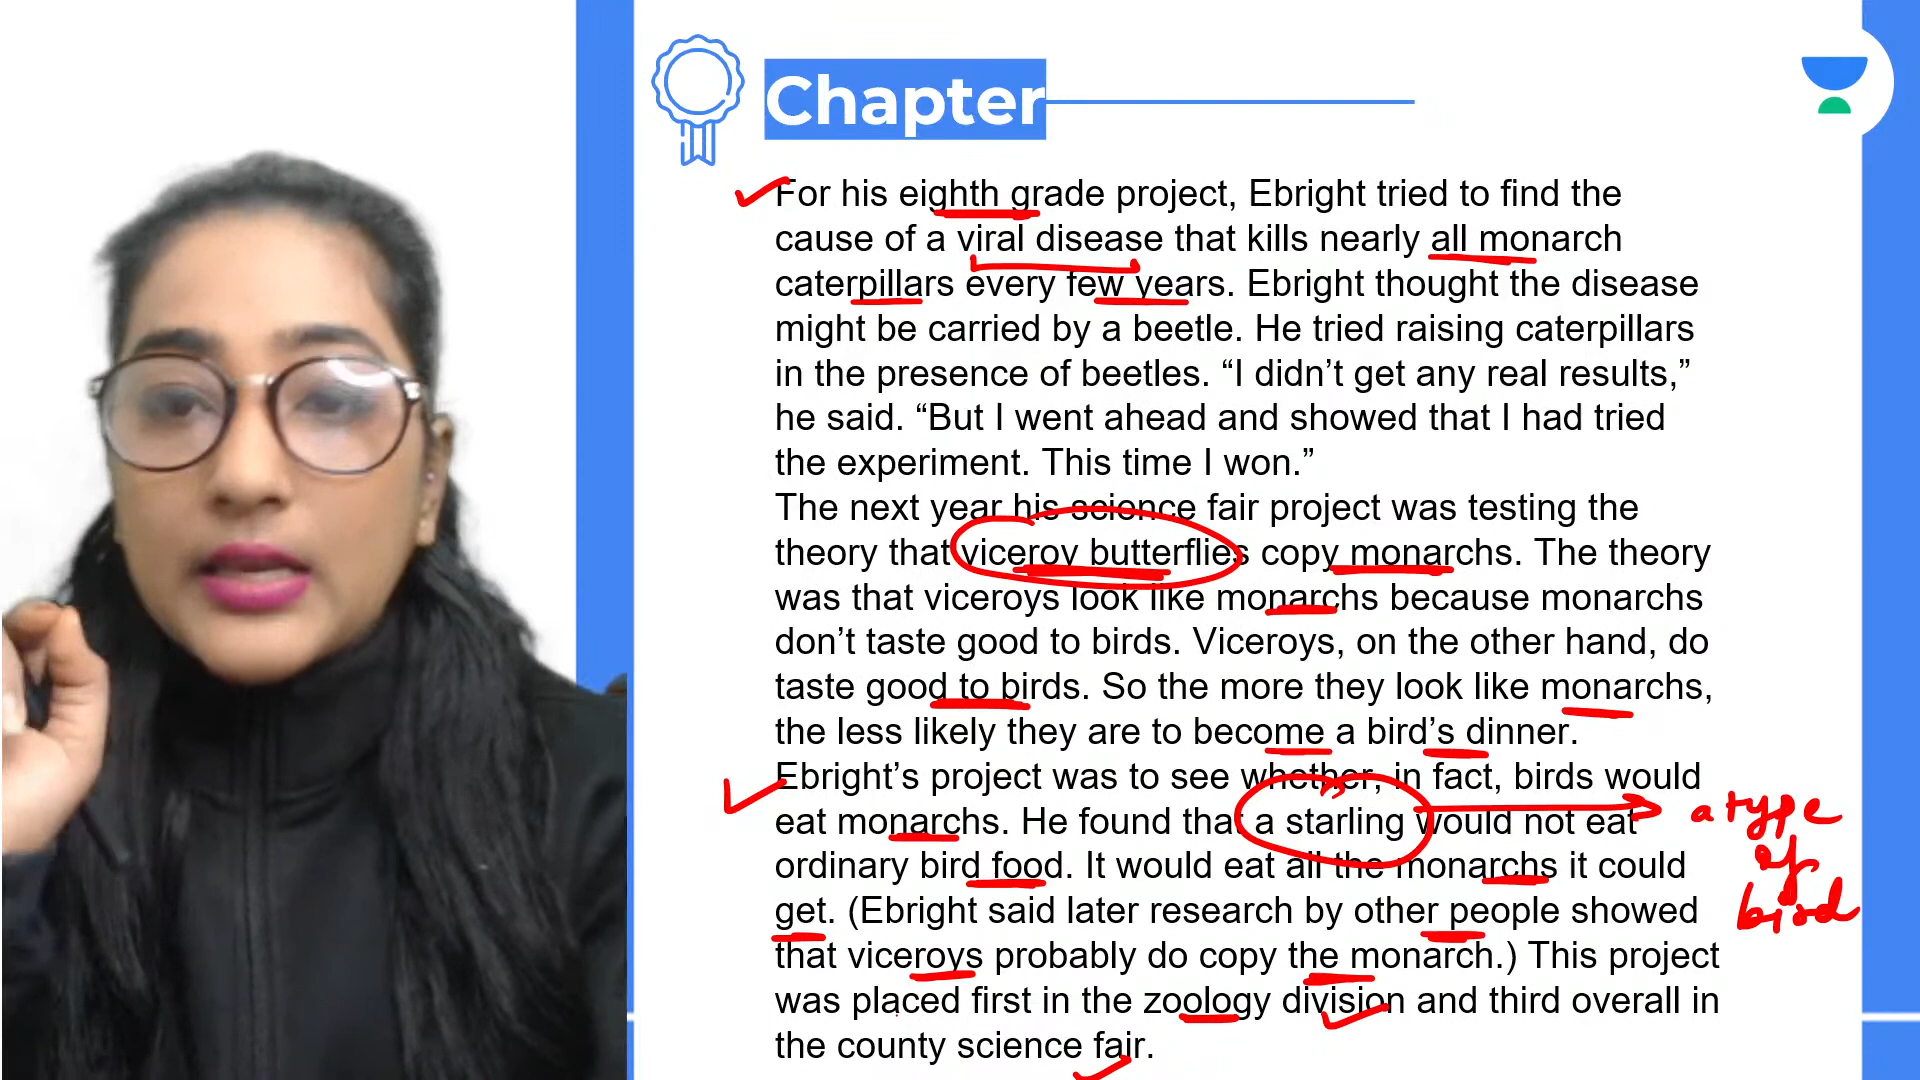 Chapter
For his eighth grade project, Ebright tried to find the
cause of a viral disease that kills nearly all monarch
caterpillars every few years. Ebright thought the disease
might be carried by a beetle. He tried raising caterpillars
in the presence of beetles. “I didn’t get any real results,”
he said. “But I went ahead and showed that I had tried
the experiment. This time I won.”
The next year his science fair project was testing the
theory that viceroy butterflies copy monarchs. The theory
was that viceroys look like monarchs because monarchs
don’t taste good to birds. Viceroys, on the other hand, do
taste good to birds. So the more they look like monarchs,
the less likely they are to become a bird’s dinner.
Ebright’s project was to see whether, in fact, birds would
eat monarchs. He found that a starling would not eat
ordinary bird food. It would eat all the monarchs it could
get. (Ebright said later research by other people showed
that viceroys probably do copy the monarch.) This project
was placed first in the zoology division and third overall in
the county science fair.
a type
of
bird